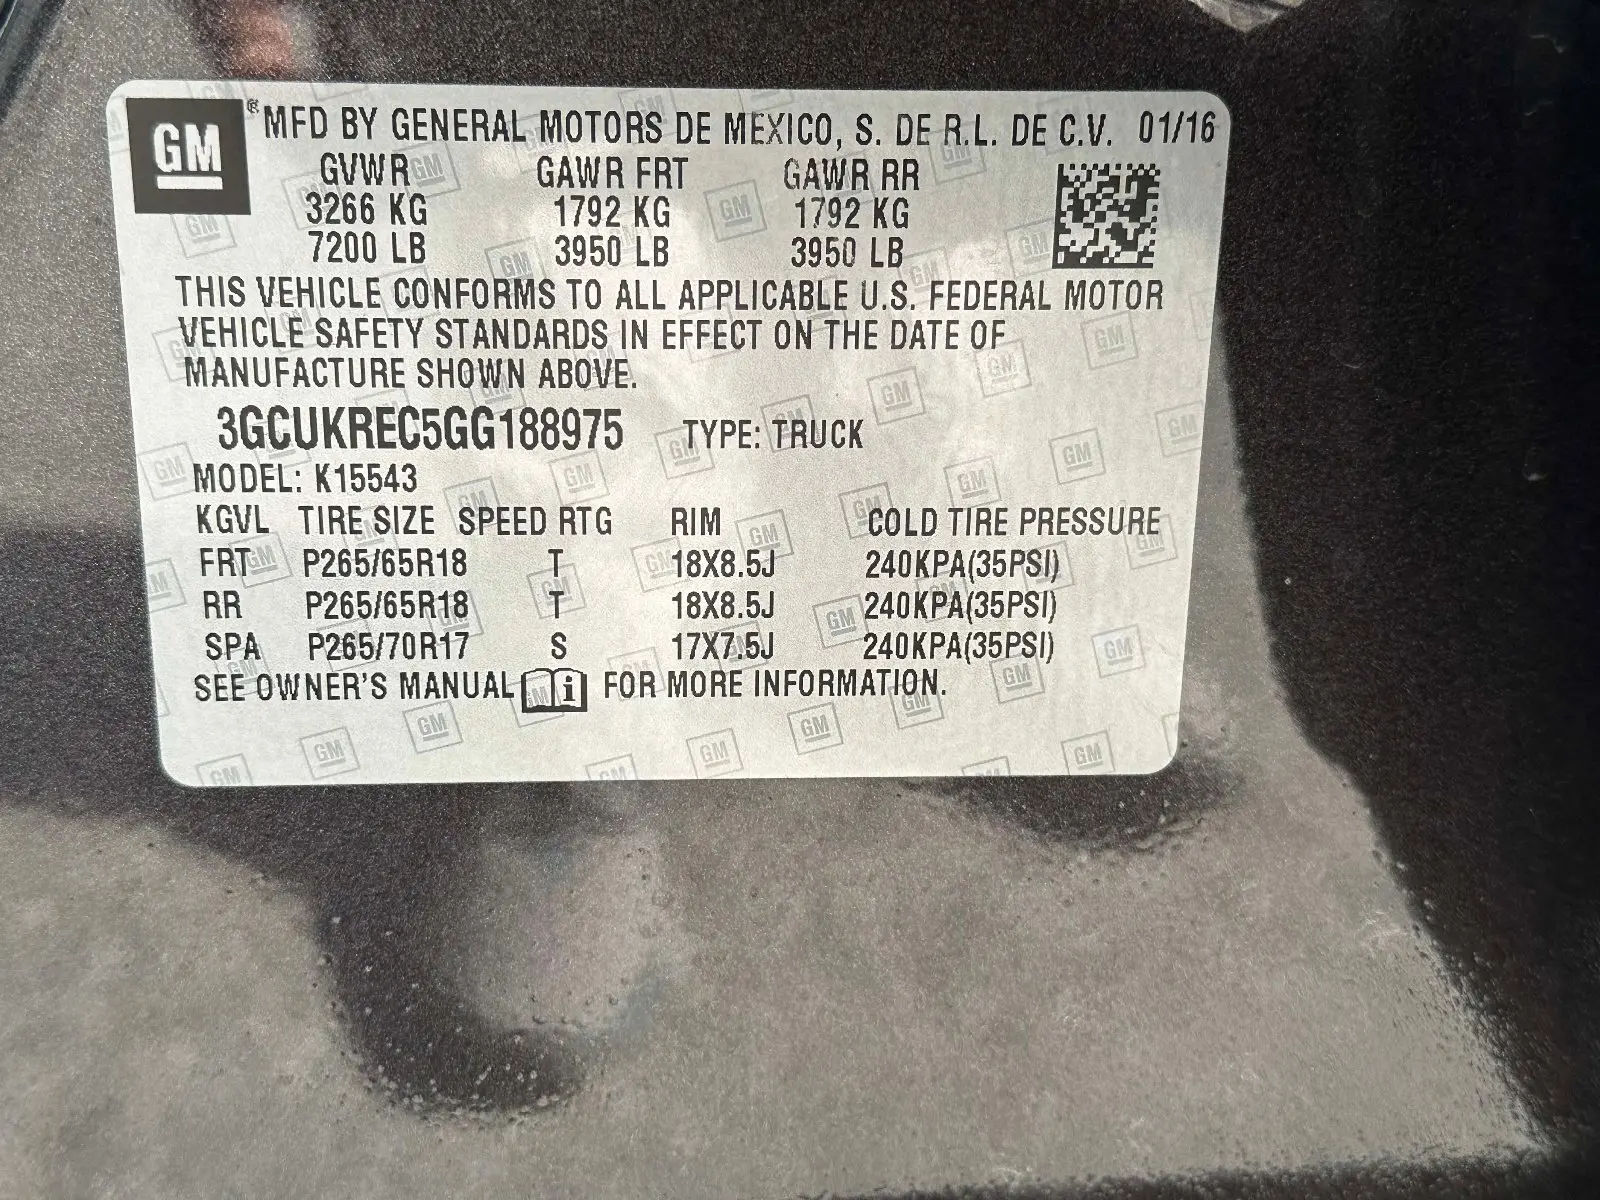 GM ® MFD BY GENERAL MOTORS DE MEXICO, S. DE R.L. DE C.V. 01/16
GVWR GAWR FRT GAWR RR
3266 KG 1792 KG 1792 KG
7200 LB 3950 LB 3950 LB
THIS VEHICLE CONFORMS TO ALL APPLICABLE U.S. FEDERAL MOTOR
VEHICLE SAFETY STANDARDS IN EFFECT ON THE DATE OF
MANUFACTURE SHOWN ABOVE.
3GCUKREC5GG188975 TYPE: TRUCK
MODEL: K15543
KGVL TIRE SIZE SPEED RTG RIM COLD TIRE PRESSURE
FRT P265/65R18 T 18X8.5J 240KPA(35PSI)
RR P265/65R18 T 18X8.5J 240KPA(35PSI)
SPA P265/70R17 S 17X7.5J 240KPA(35PSI)
SEE OWNER'S MANUAL FOR MORE INFORMATION.